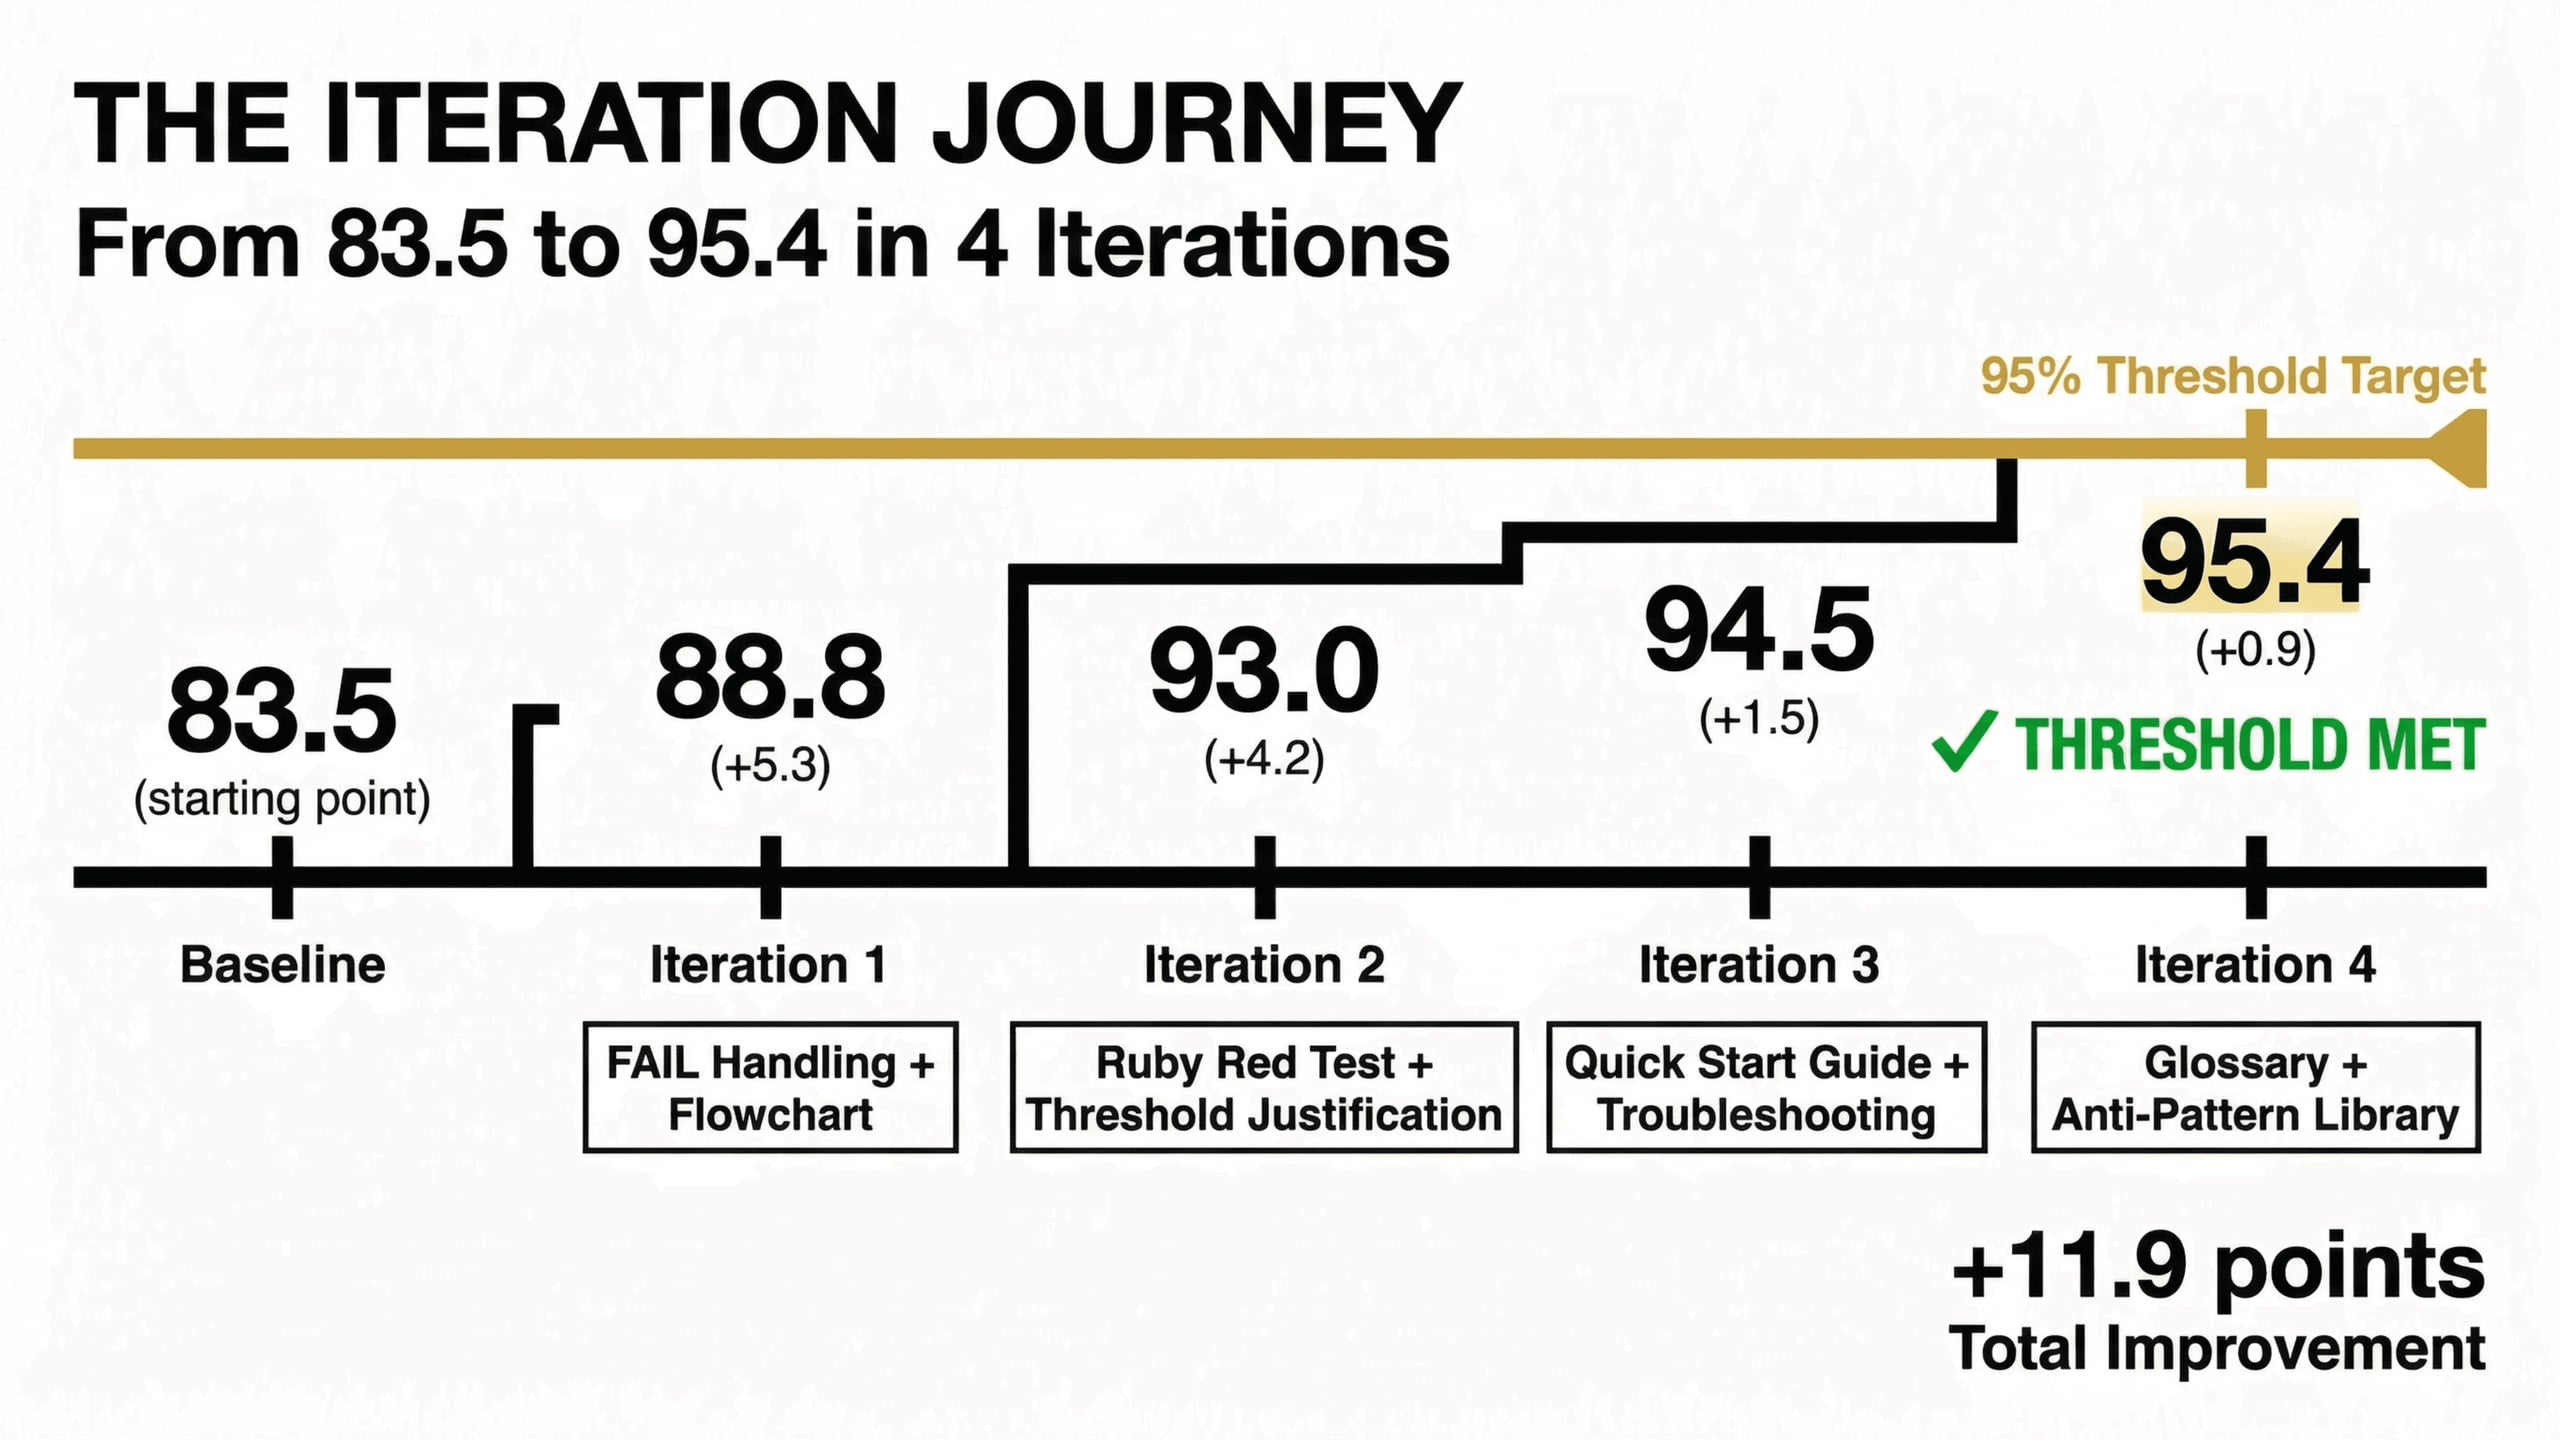 THE ITERATION JOURNEY
From 83.5 to 95.4 in 4 Iterations
95% Threshold Target
83.5
(starting point)
88.8
(+5.3)
93.0
(+4.2)
94.5
(+1.5)
95.4
(+0.9)
✓ THRESHOLD MET
Baseline
Iteration 1
Iteration 2
Iteration 3
Iteration 4
FAIL Handling +
Flowchart
Ruby Red Test +
Threshold Justification
Quick Start Guide +
Troubleshooting
Glossary +
Anti-Pattern Library
+11.9 points
Total Improvement